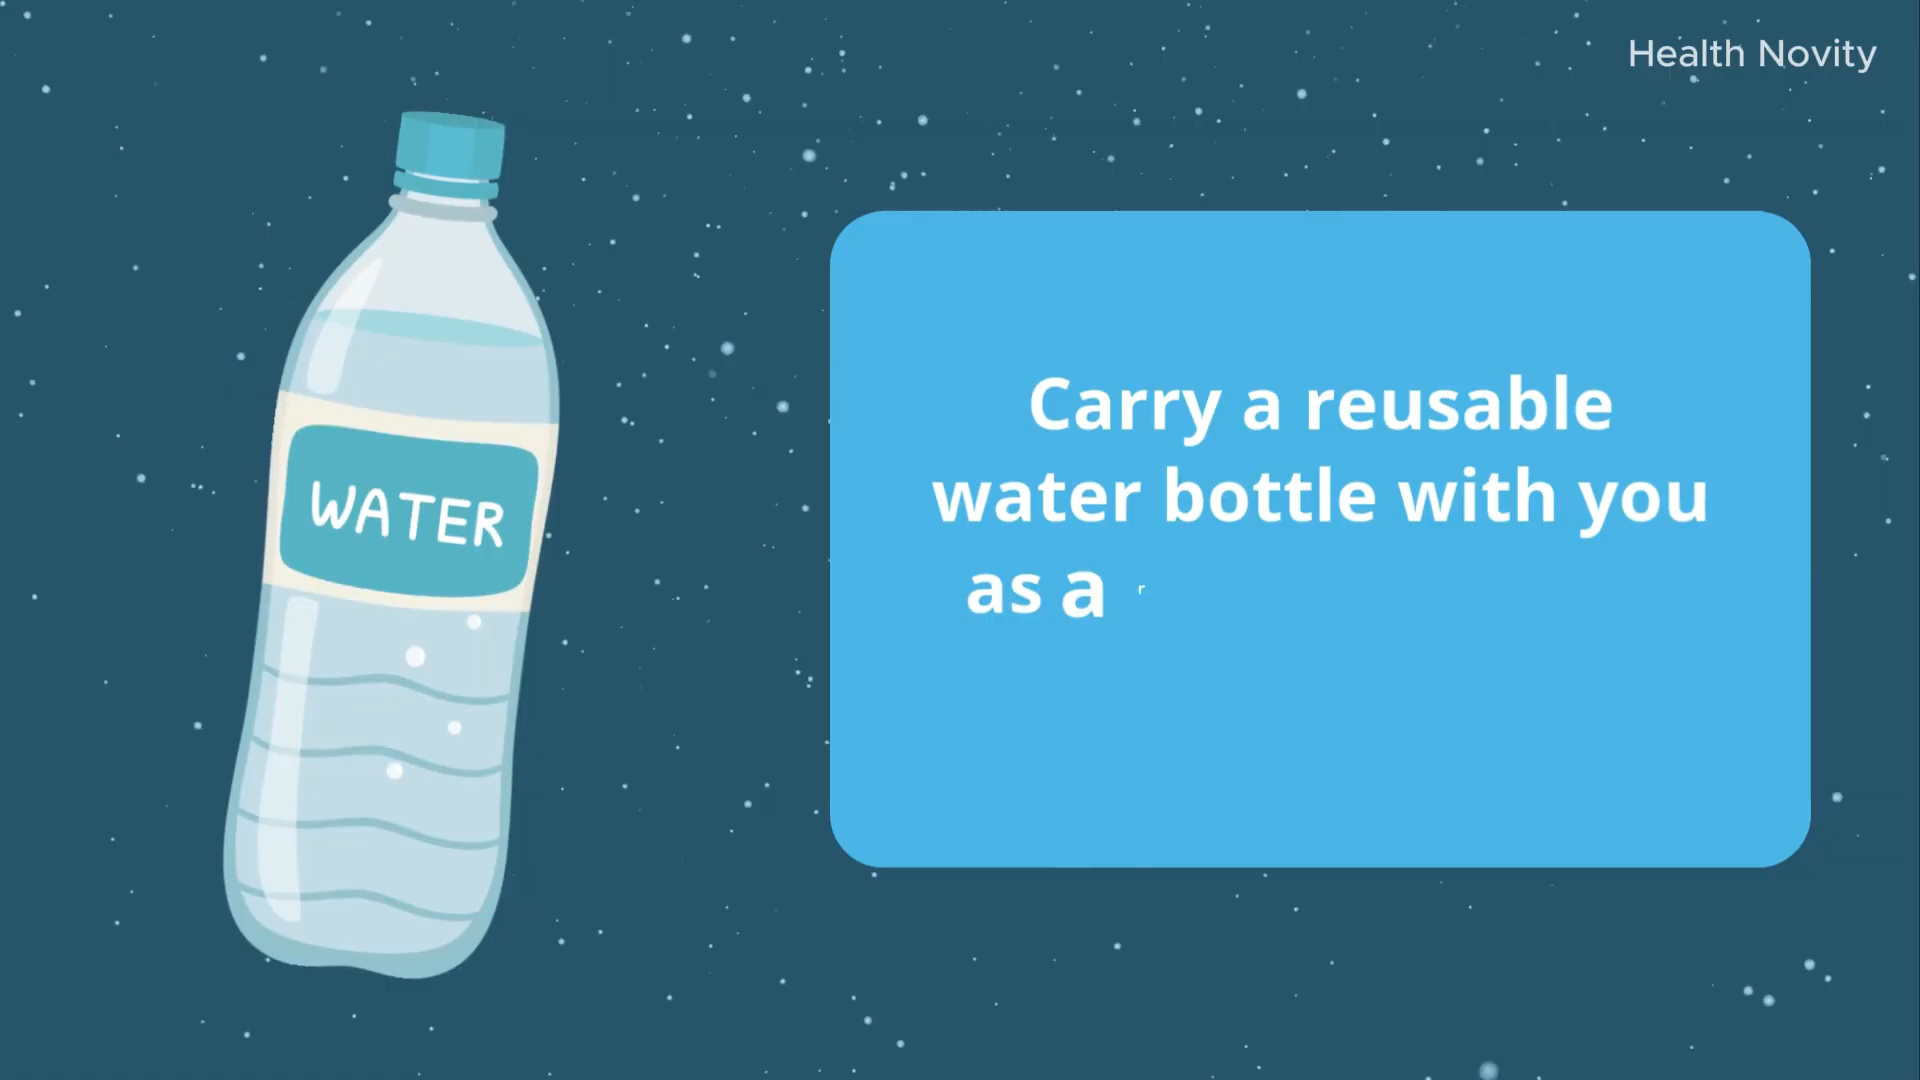 Health Novity
WATER
Carry a reusable
water bottle with you
as a r